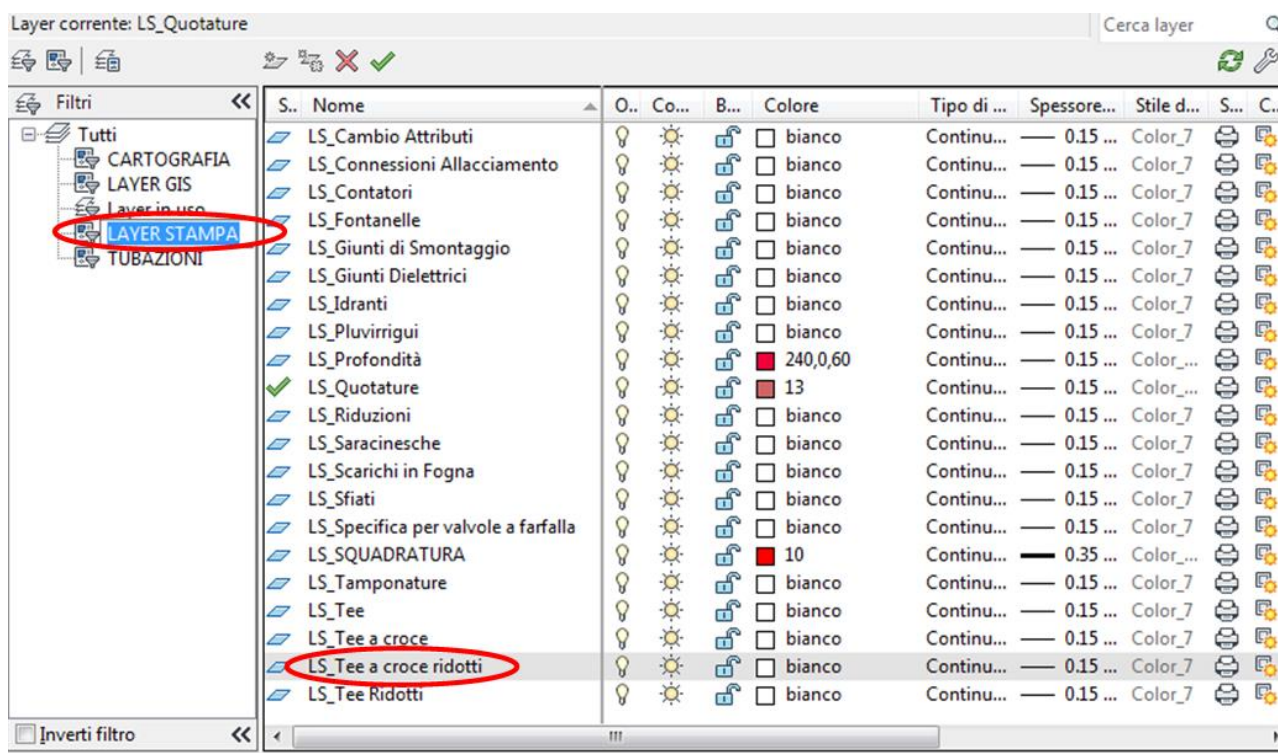 Layer corrente: LS_Quotature
Cerca layer
Filtri
S.. Nome O.. Co... B... Colore Tipo di ... Spessore... Stile d... S... C..
Tutti
CARTOGRAFIA
LAYER GIS
Layer in uso
LAYER STAMPA
TUBAZIONI
LS_Cambio Attributi bianco Continu... 0.15 ... Color_7
LS_Connessioni Allacciamento bianco Continu... 0.15 ... Color_7
LS_Contatori bianco Continu... 0.15 ... Color_7
LS_Fontanelle bianco Continu... 0.15 ... Color_7
LS_Giunti di Smontaggio bianco Continu... 0.15 ... Color_7
LS_Giunti Dielettrici bianco Continu... 0.15 ... Color_7
LS_Idranti bianco Continu... 0.15 ... Color_7
LS_Pluvirrigui bianco Continu... 0.15 ... Color_7
LS_Profondità 240,0,60 Continu... 0.15 ... Color_...
LS_Quotature 13 Continu... 0.15 ... Color_...
LS_Riduzioni bianco Continu... 0.15 ... Color_7
LS_Saracinesche bianco Continu... 0.15 ... Color_7
LS_Scarichi in Fogna bianco Continu... 0.15 ... Color_7
LS_Sfiati bianco Continu... 0.15 ... Color_7
LS_Specifica per valvole a farfalla bianco Continu... 0.15 ... Color_7
LS_SQUADRATURA 10 Continu... 0.35 ... Color_...
LS_Tamponature bianco Continu... 0.15 ... Color_7
LS_Tee bianco Continu... 0.15 ... Color_7
LS_Tee a croce bianco Continu... 0.15 ... Color_7
LS_Tee a croce ridotti bianco Continu... 0.15 ... Color_7
LS_Tee Ridotti bianco Continu... 0.15 ... Color_7
Inverti filtro